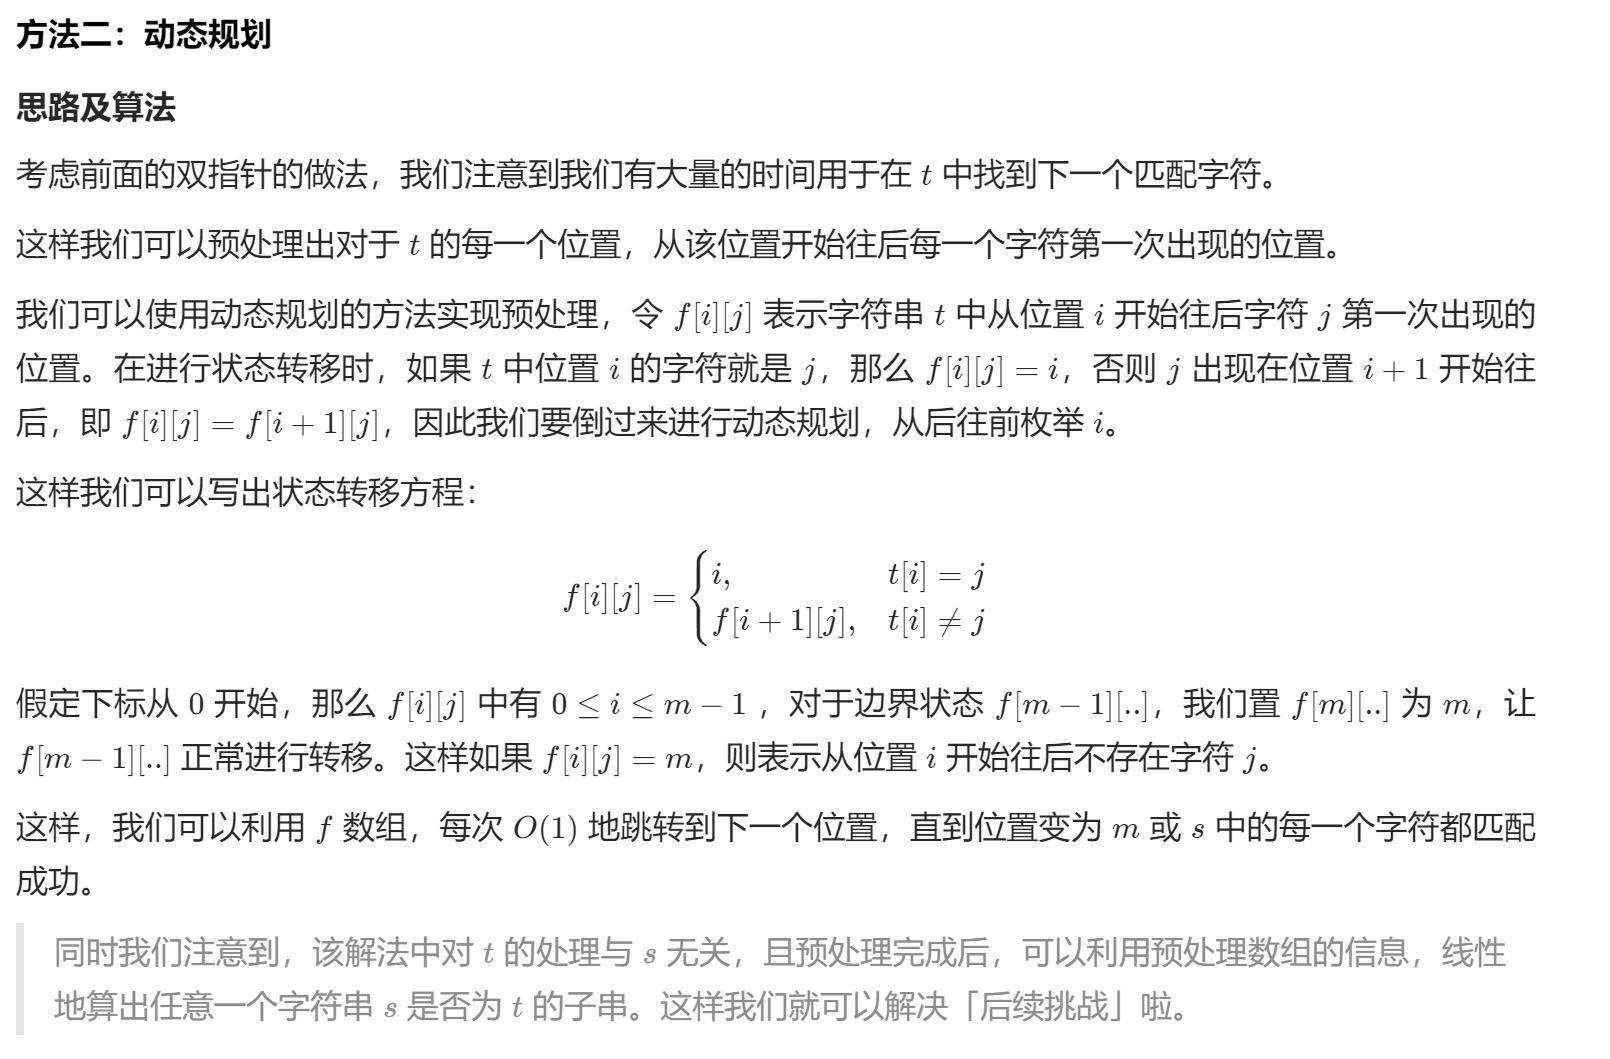 方法二：动态规划
思路及算法
考虑前面的双指针的做法，我们注意到我们有大量的时间用于在 t 中找到下一个匹配字符。
这样我们可以预处理出对于 t 的每一个位置，从该位置开始往后每一个字符第一次出现的位置。
我们可以使用动态规划的方法实现预处理，令 f[i][j] 表示字符串 t 中从位置 i 开始往后字符 j 第一次出现的
位置。在进行状态转移时，如果 t 中位置 i 的字符就是 j，那么 f[i][j] = i，否则 j 出现在位置 i + 1 开始往
后，即 f[i][j] = f[i + 1][j]，因此我们要倒过来进行动态规划，从后往前枚举 i。
这样我们可以写出状态转移方程：
f[i][j] = { i, t[i] = j
f[i + 1][j], t[i] ≠ j
假定下标从 0 开始，那么 f[i][j] 中有 0 ≤ i ≤ m − 1 ，对于边界状态 f[m − 1][..]，我们置 f[m][..] 为 m，让
f[m − 1][..] 正常进行转移。这样如果 f[i][j] = m，则表示从位置 i 开始往后不存在字符 j。
这样，我们可以利用 f 数组，每次 O(1) 地跳转到下一个位置，直到位置变为 m 或 s 中的每一个字符都匹配
成功。
同时我们注意到，该解法中对 t 的处理与 s 无关，且预处理完成后，可以利用预处理数组的信息，线性
地算出任意一个字符串 s 是否为 t 的子串。这样我们就可以解决「后续挑战」啦。